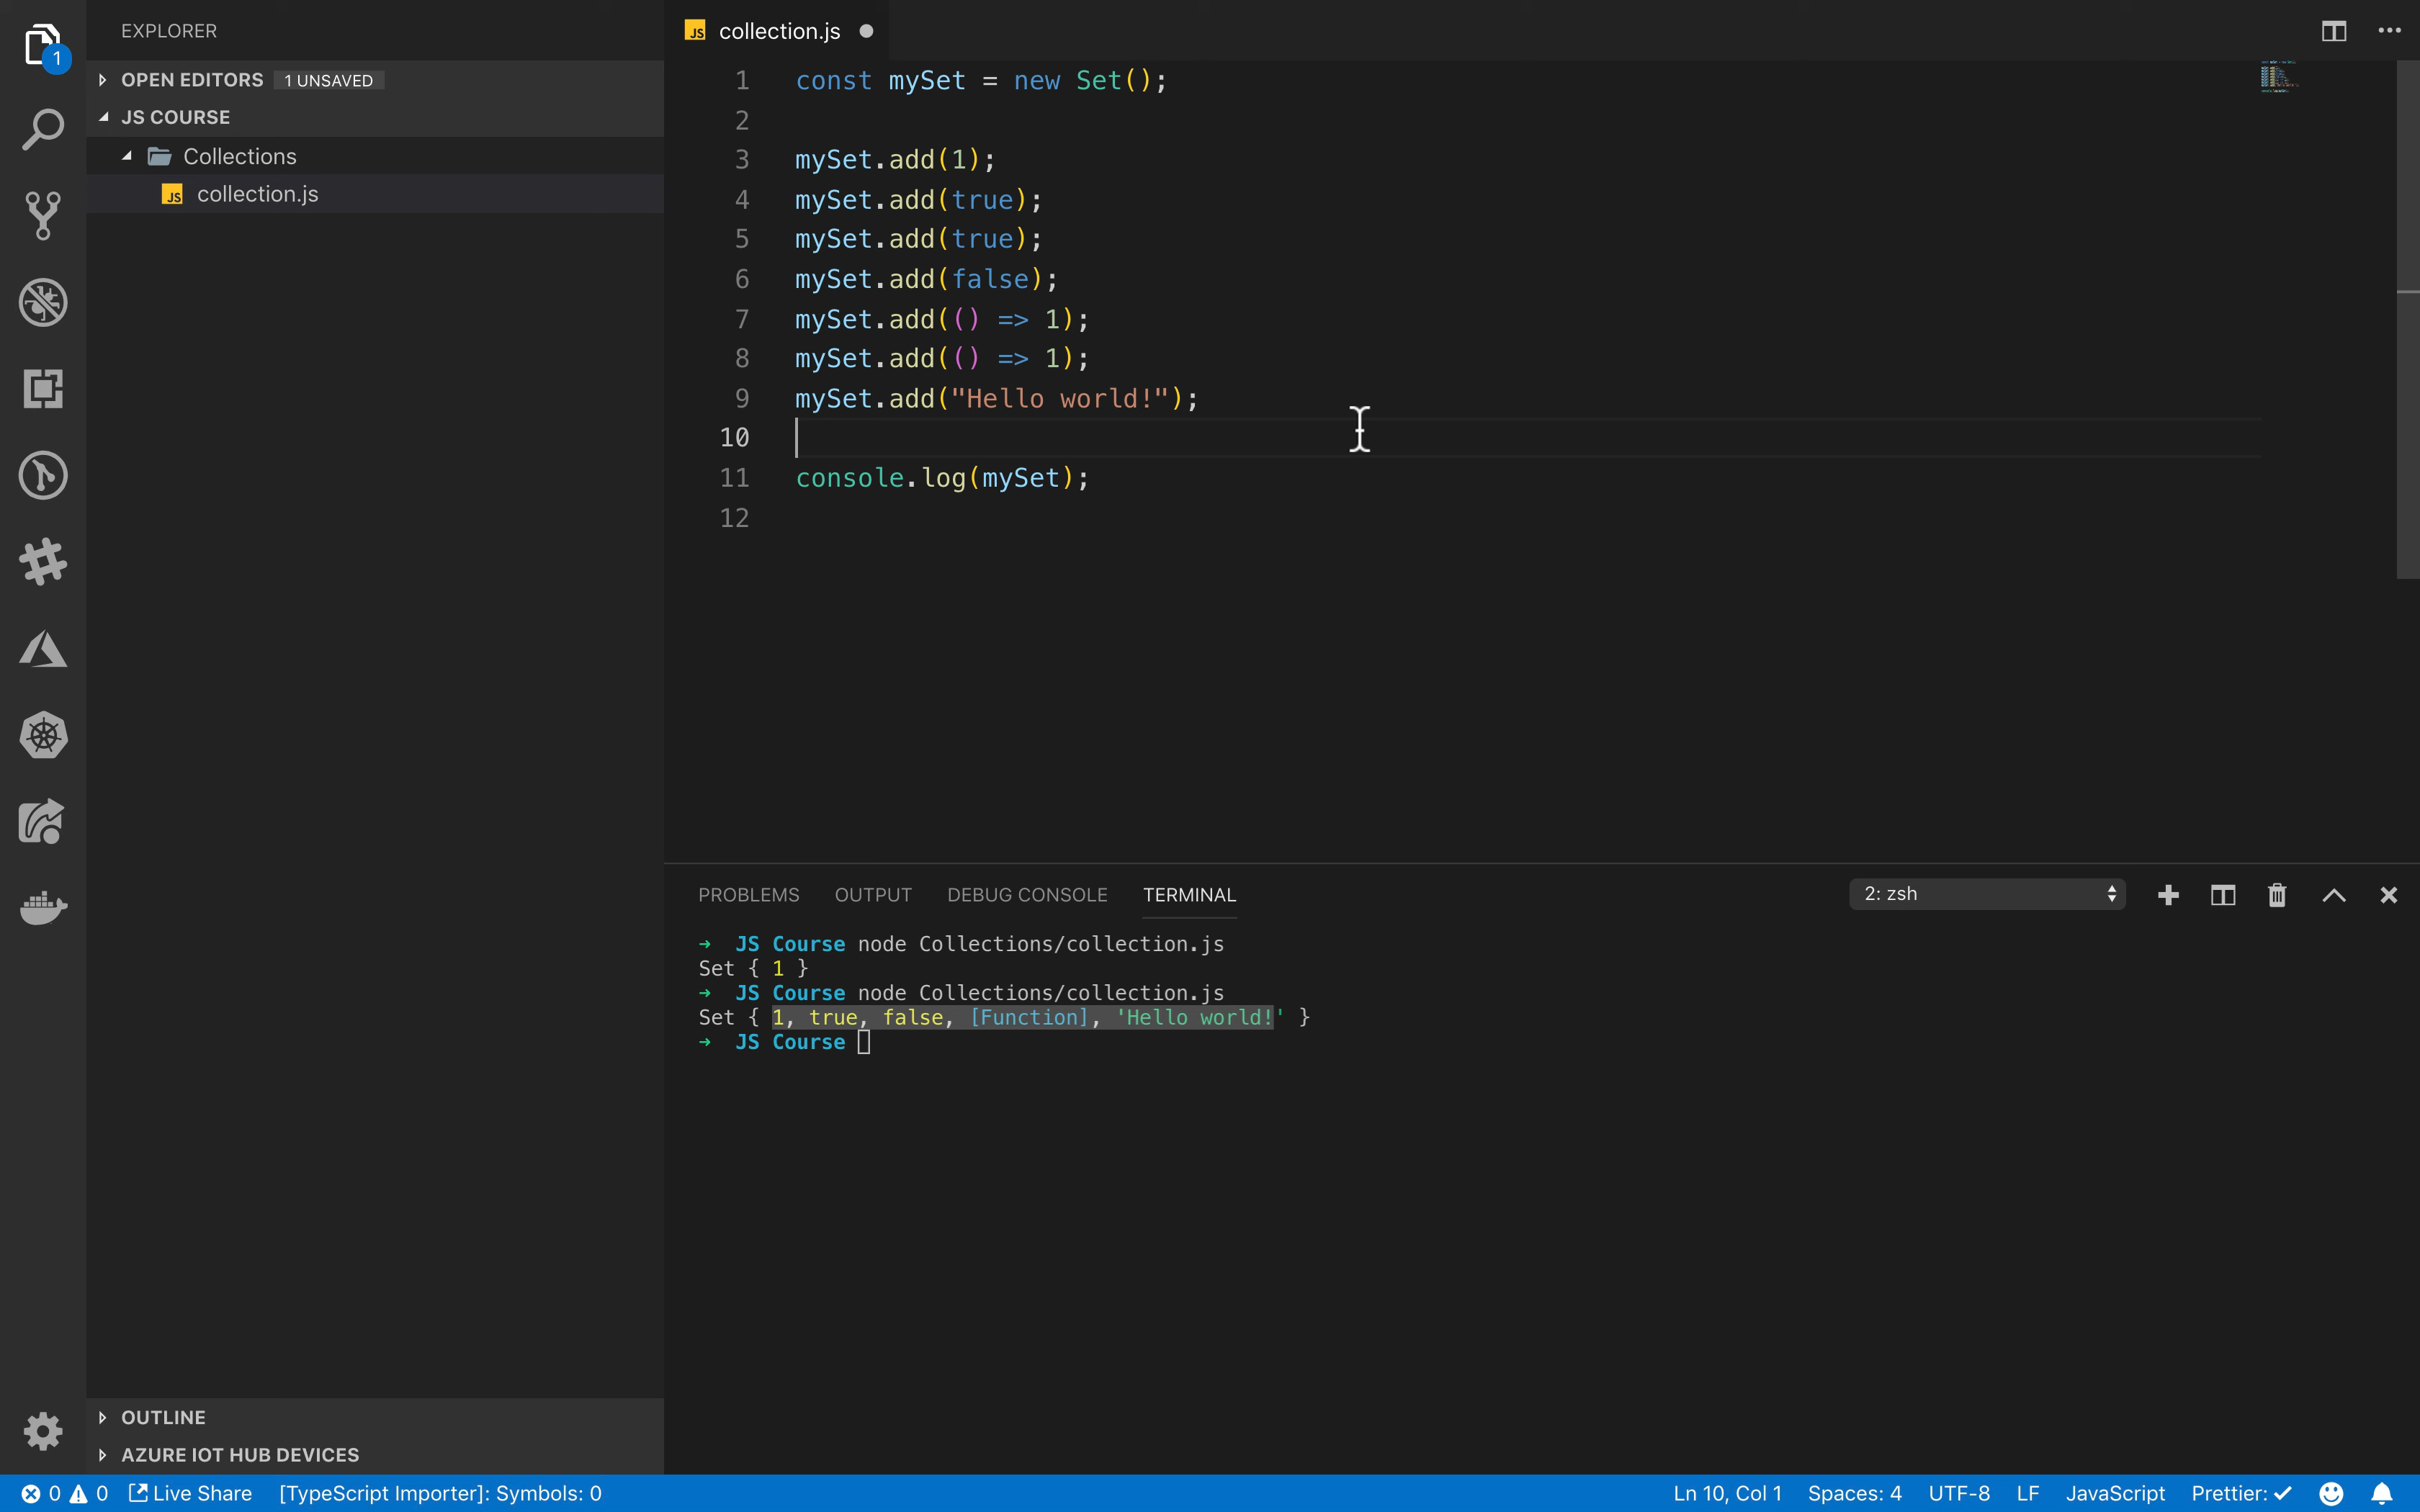 EXPLORER
1
OPEN EDITORS 1 UNSAVED
JS COURSE
Collections
JS collection.js
OUTLINE
AZURE IOT HUB DEVICES
JS collection.js
1 const mySet = new Set();
2
3 mySet.add(1);
4 mySet.add(true);
5 mySet.add(true);
6 mySet.add(false);
7 mySet.add(() => 1);
8 mySet.add(() => 1);
9 mySet.add("Hello world!");
10
11 console.log(mySet);
12
PROBLEMS OUTPUT DEBUG CONSOLE TERMINAL 2: zsh
➜ JS Course node Collections/collection.js
Set { 1 }
➜ JS Course node Collections/collection.js
Set { 1, true, false, [Function], 'Hello world!' }
➜ JS Course
0 0 Live Share [TypeScript Importer]: Symbols: 0 Ln 10, Col 1 Spaces: 4 UTF-8 LF JavaScript Prettier: ✓